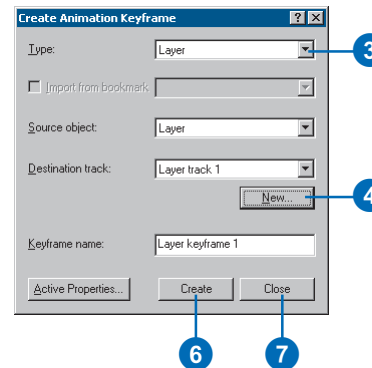 Create Animation Keyframe
Type: Layer 3
Import from bookmark
Source object: Layer
Destination track: Layer track 1
New... 4
Keyframe name: Layer keyframe 1
Active Properties... Create Close
6 7